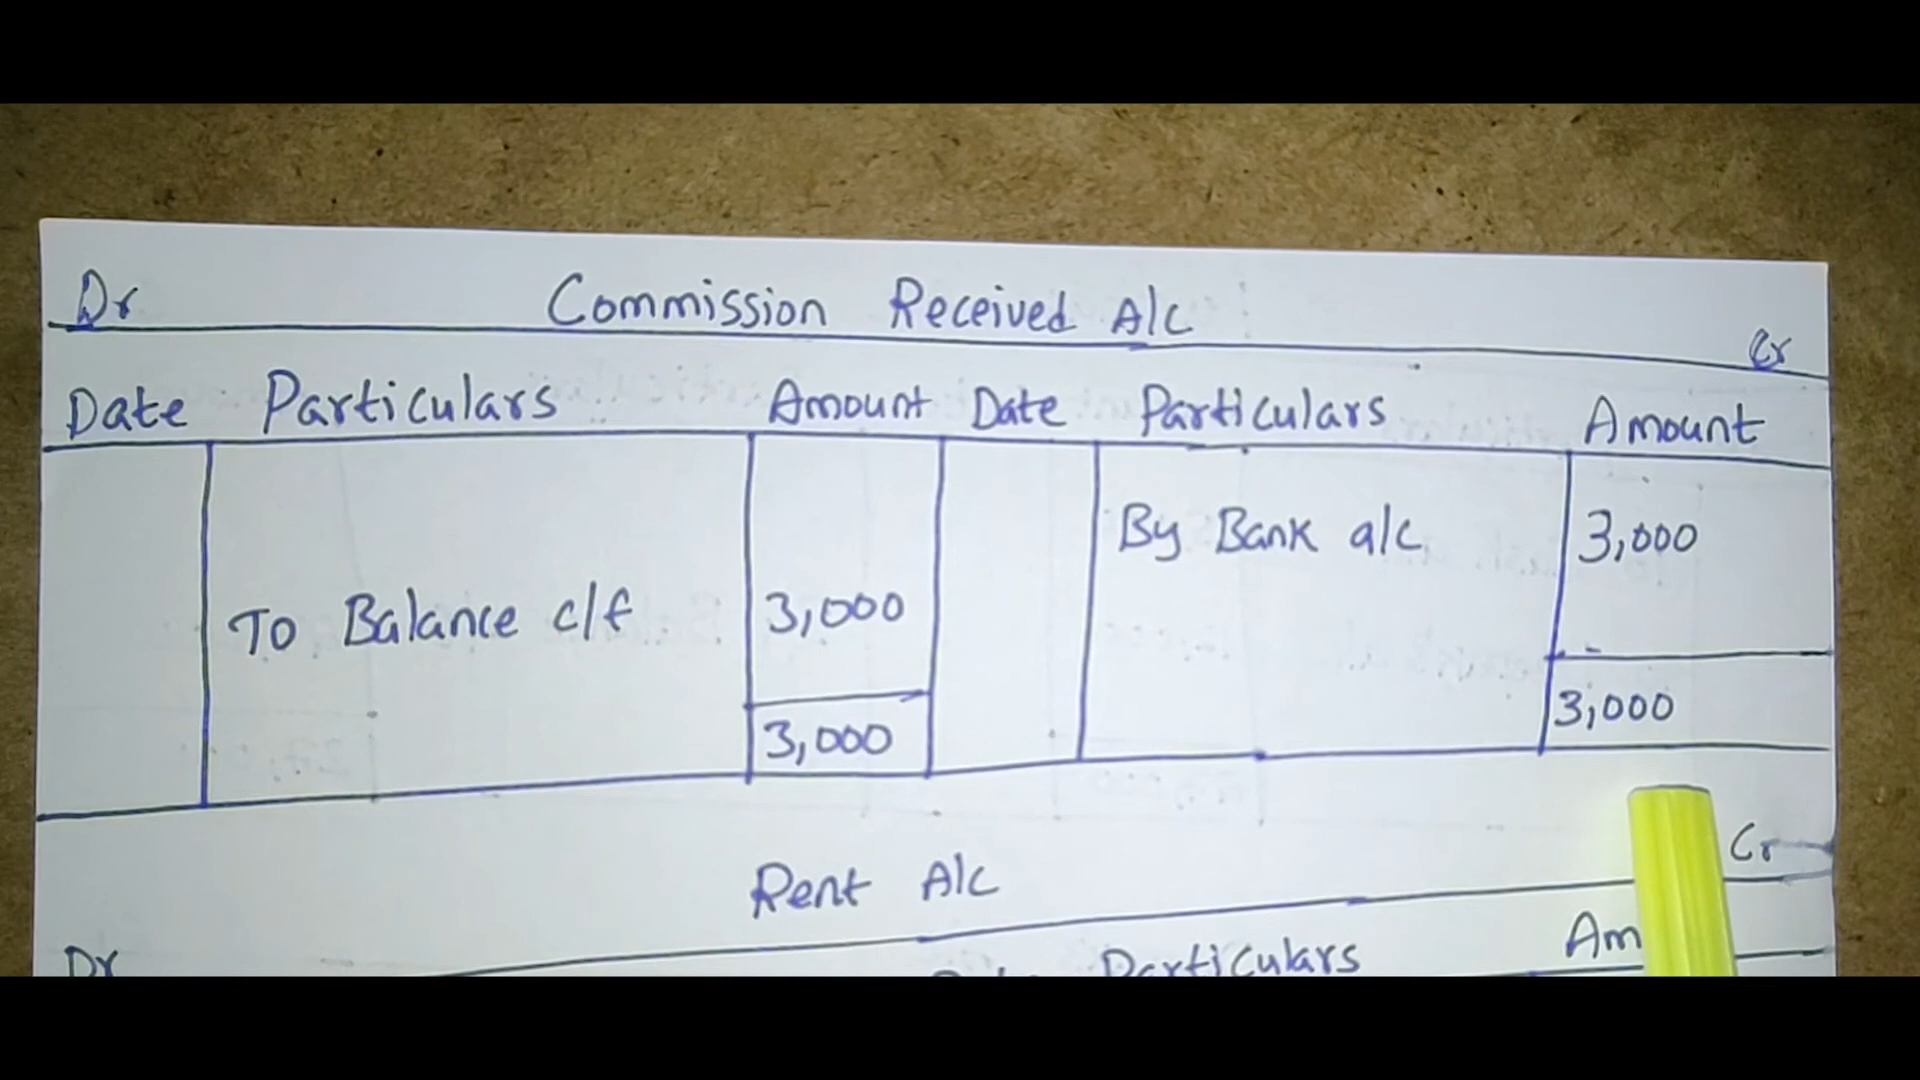 Dr Commission Received A/c Cr
Date Particulars Amount Date Particulars Amount
By Bank a/c 3,000
To Balance c/f 3,000
3,000 3,000
Rent A/c Cr
Dr Particulars Am